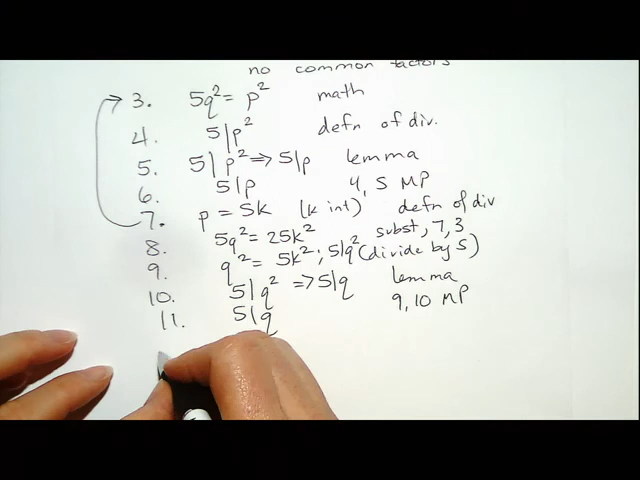 no common factors
3. 5q² = p² math
4. 5|p² defn of div.
5. 5|p² => 5|p lemma
6. 5|p 4, 5 MP
7. p = 5k (k int) defn of div
8. 5q² = 25k² subst, 7, 3
9. q² = 5k²; 5|q² (divide by 5)
10. 5|q² => 5|q lemma
11. 5|q 9, 10 MP